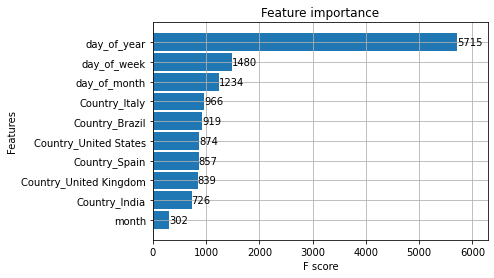 Feature importance
Features
day_of_year 5715
day_of_week 1480
day_of_month 1234
Country_Italy 966
Country_Brazil 919
Country_United States 874
Country_Spain 857
Country_United Kingdom 839
Country_India 726
month 302
0 1000 2000 3000 4000 5000 6000
F score